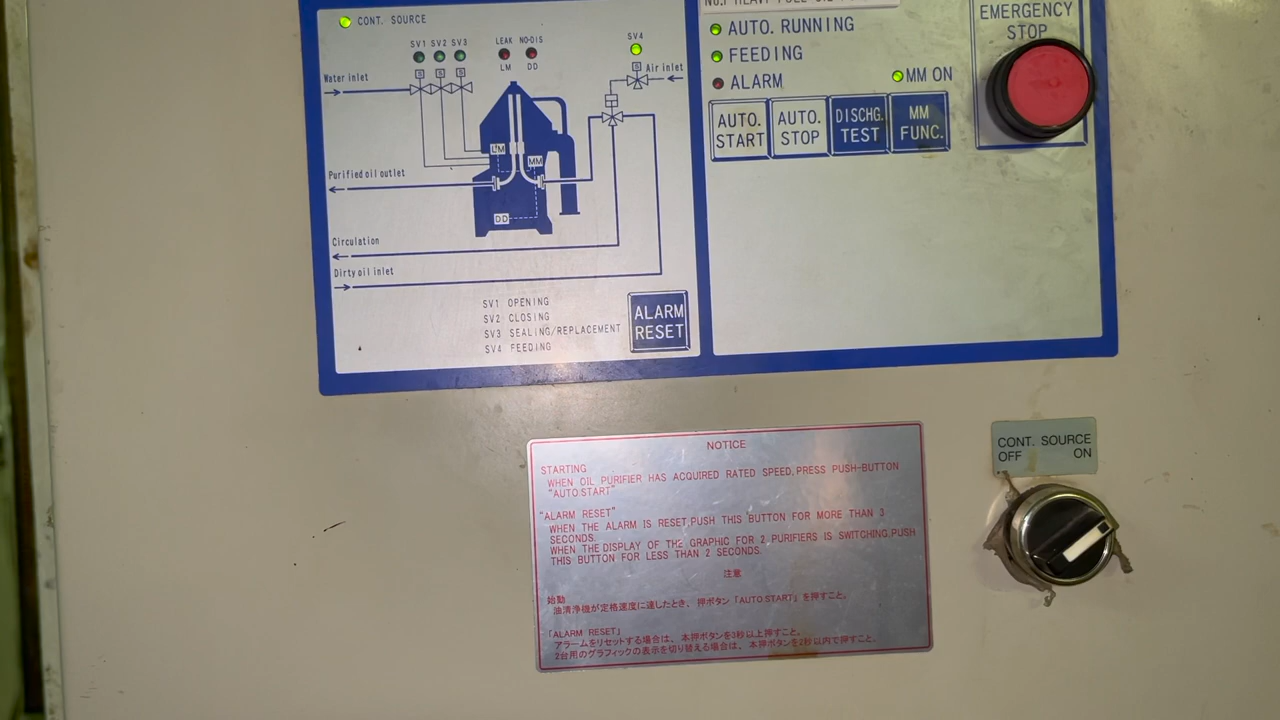 CONT. SOURCE
SV1 SV2 SV3
LEAK NO-DIS
LM DD
SV4
Water inlet
Air inlet
S S S
S
LM
MM
Purified oil outlet
DD
Circulation
Dirty oil inlet
SV1 OPENING
SV2 CLOSING
SV3 SEALING/REPLACEMENT
SV4 FEEDING
ALARM
RESET
AUTO. RUNNING
FEEDING
ALARM
MM ON
AUTO.
START
AUTO.
STOP
DISCHG.
TEST
MM
FUNC.
EMERGENCY
STOP
CONT. SOURCE
OFF ON
NOTICE
STARTING
WHEN OIL PURIFIER HAS ACQUIRED RATED SPEED,PRESS PUSH-BUTTON
"AUTO START"
"ALARM RESET"
WHEN THE ALARM IS RESET,PUSH THIS BUTTON FOR MORE THAN 3
SECONDS.
WHEN THE DISPLAY OF THE GRAPHIC FOR 2 PURIFIERS IS SWITCHING,PUSH
THIS BUTTON FOR LESS THAN 2 SECONDS.
注意
始動
油清浄機が定格速度に達したとき、押ボタン「AUTO START」を押すこと。
「ALARM RESET」
アラームをリセットする場合は、本押ボタンを3秒以上押すこと。
2台用のグラフィックの表示を切り替える場合は、本押ボタンを2秒以内で押すこと。